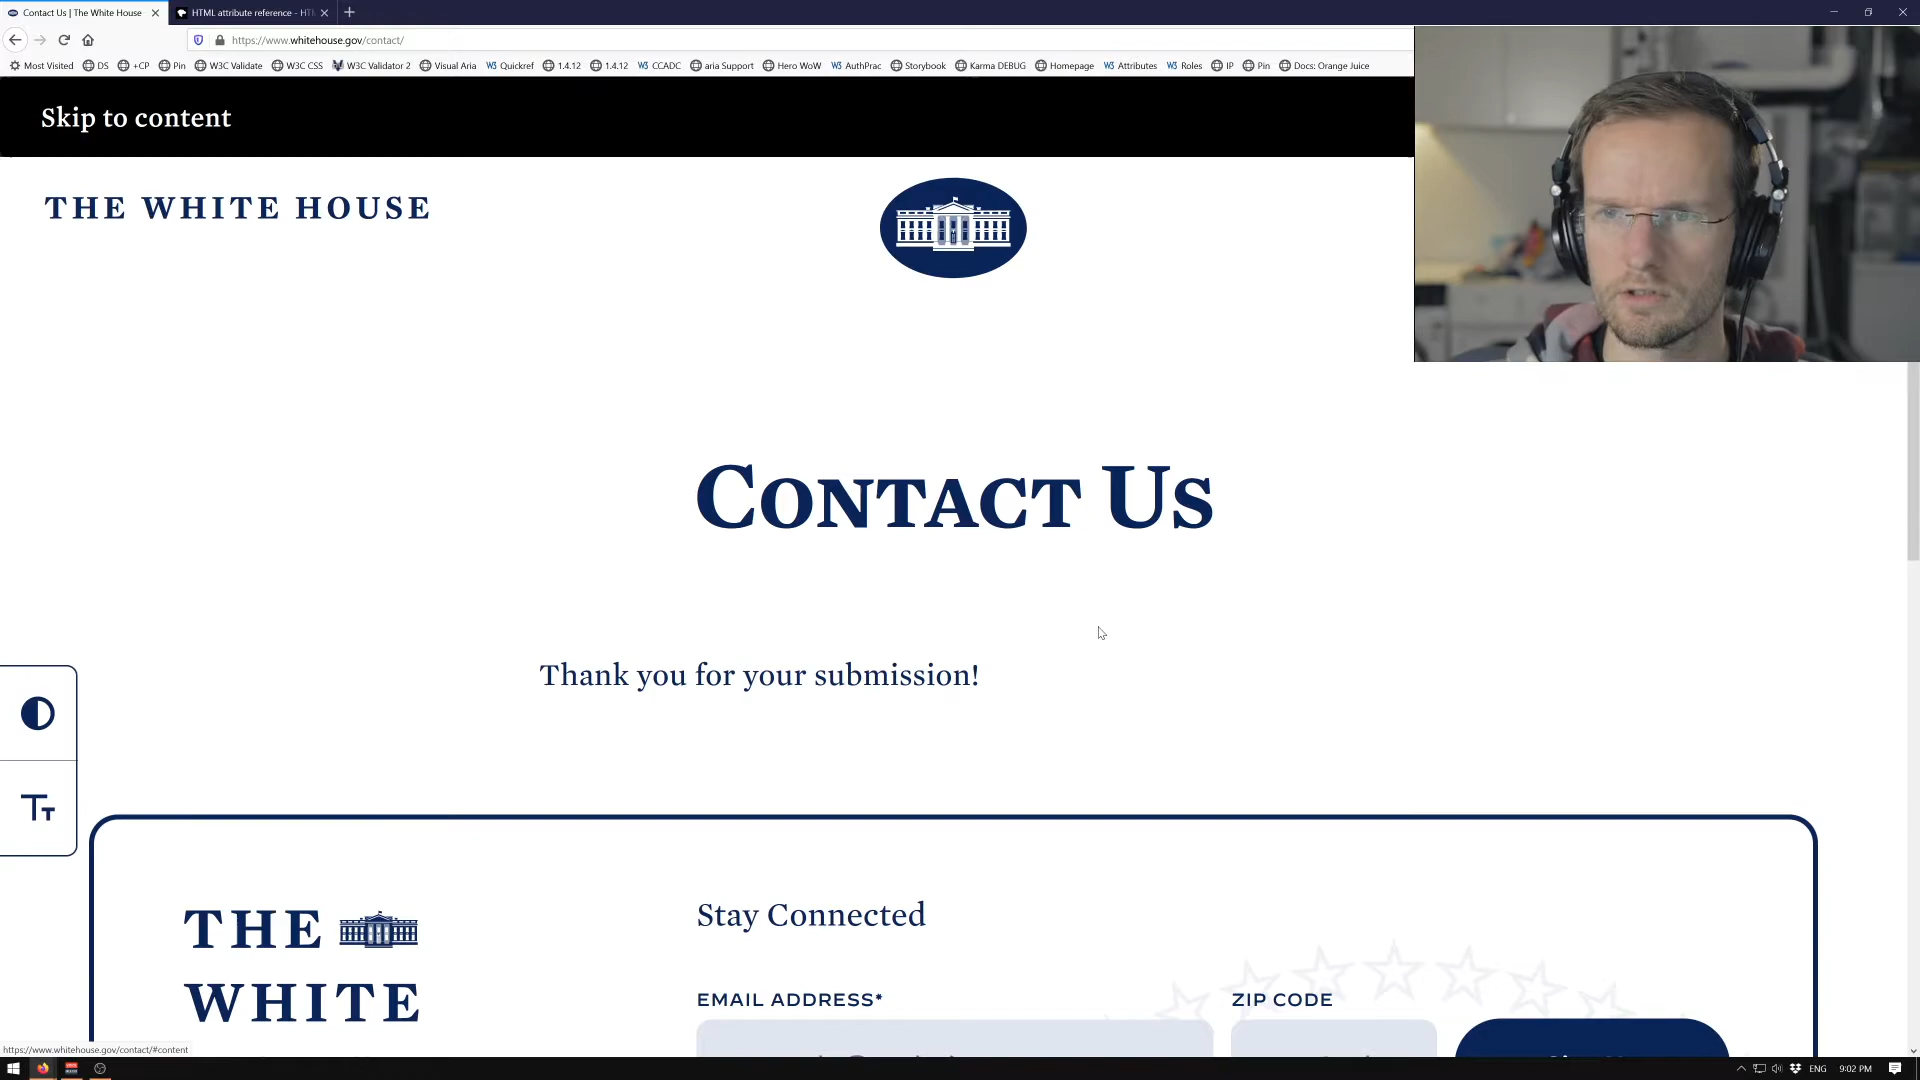 Contact Us | The White House
HTML attribute reference - HT
https://www.whitehouse.gov/contact/
Most Visited DS +CP Pin W3C Validate W3C CSS W3C Validator 2 Visual Aria Quickref 1.4.12 1.4.12 CCADC aria Support Hero WoW AuthPrac Storybook Karma DEBUG Homepage Attributes Roles IP Pin Docs: Orange Juice
Skip to content
THE WHITE HOUSE
CONTACT US
Thank you for your submission!
Tt
THE
WHITE
Stay Connected
EMAIL ADDRESS*
ZIP CODE
https://www.whitehouse.gov/contact/#content
ENG
9:02 PM